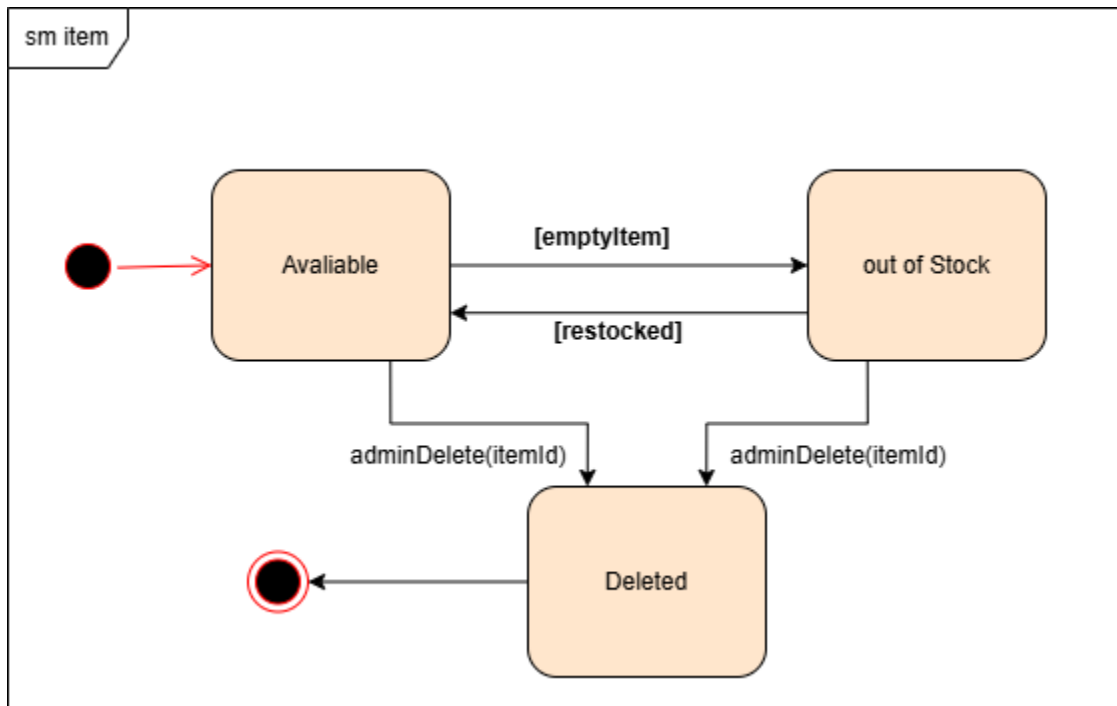 sm item
Avaliable
[emptyItem]
out of Stock
[restocked]
adminDelete(itemId)
adminDelete(itemId)
Deleted